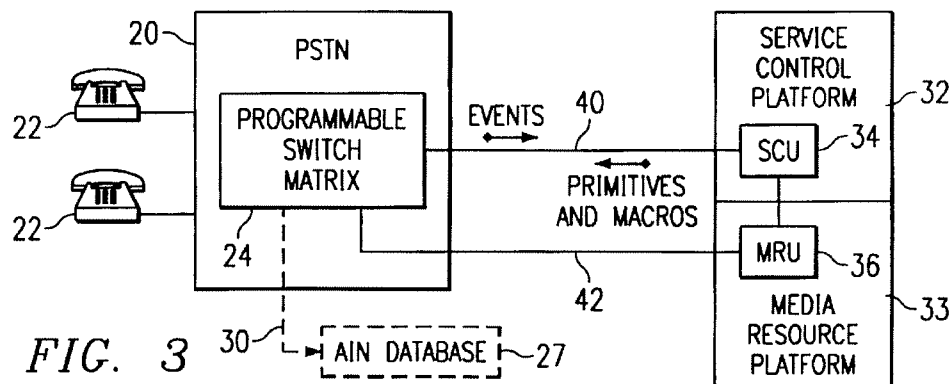 20
PSTN
22
22
PROGRAMMABLE
SWITCH
MATRIX
24
EVENTS
40
PRIMITIVES
AND MACROS
42
SERVICE
CONTROL
PLATFORM
32
SCU
34
MRU
36
MEDIA
RESOURCE
PLATFORM
33
30
AIN DATABASE
27
FIG. 3